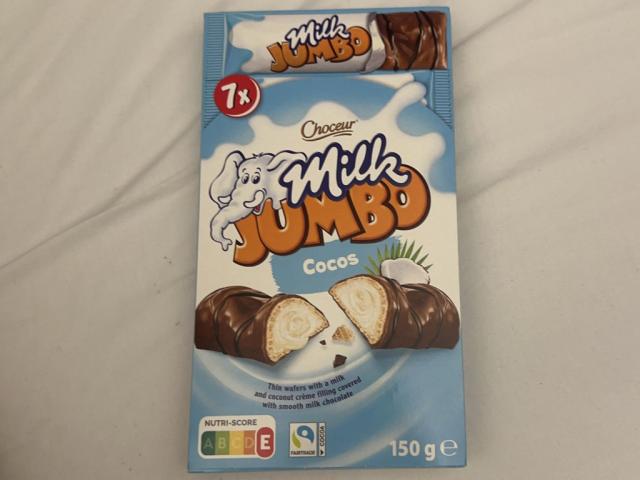 Milk
JUMBO
7x
Choceur
Milk
JUMBO
Cocos
Thin wafers with a milk
and coconut crème filling covered
with smooth milk chocolate
NUTRI-SCORE
A B C D E
FAIRTRADE
COCOA
150 g ℮